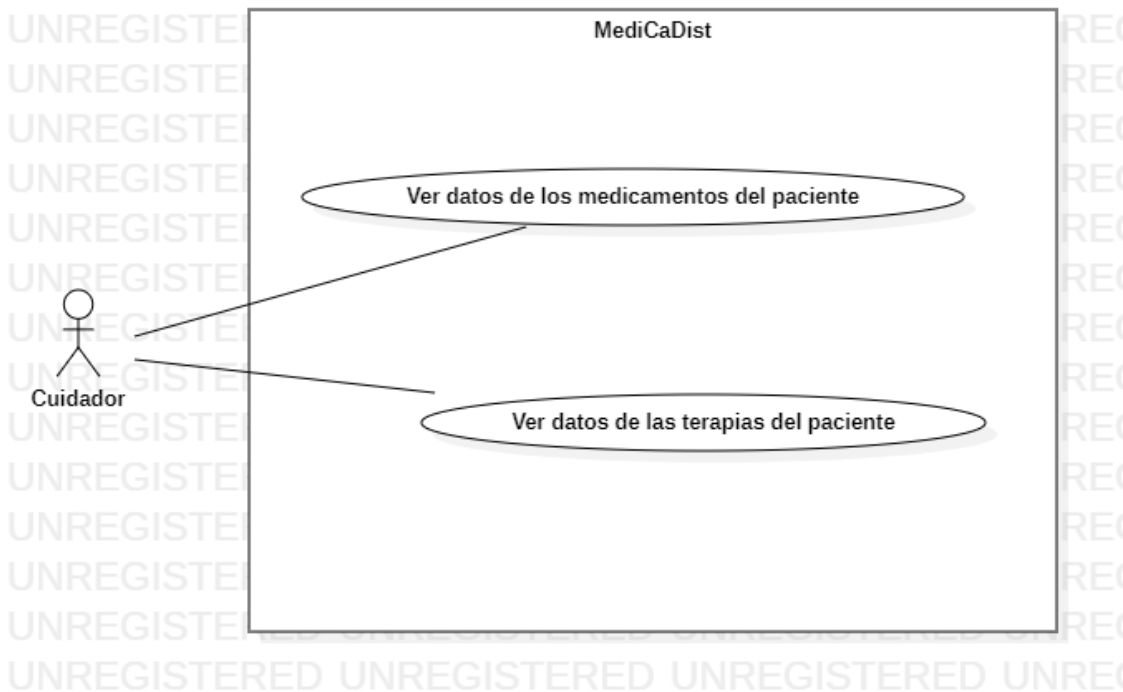 MediCaDist
Ver datos de los medicamentos del paciente
Cuidador
Ver datos de las terapias del paciente
UNREGISTERED UNREGISTERED UNREGISTERED UNREG